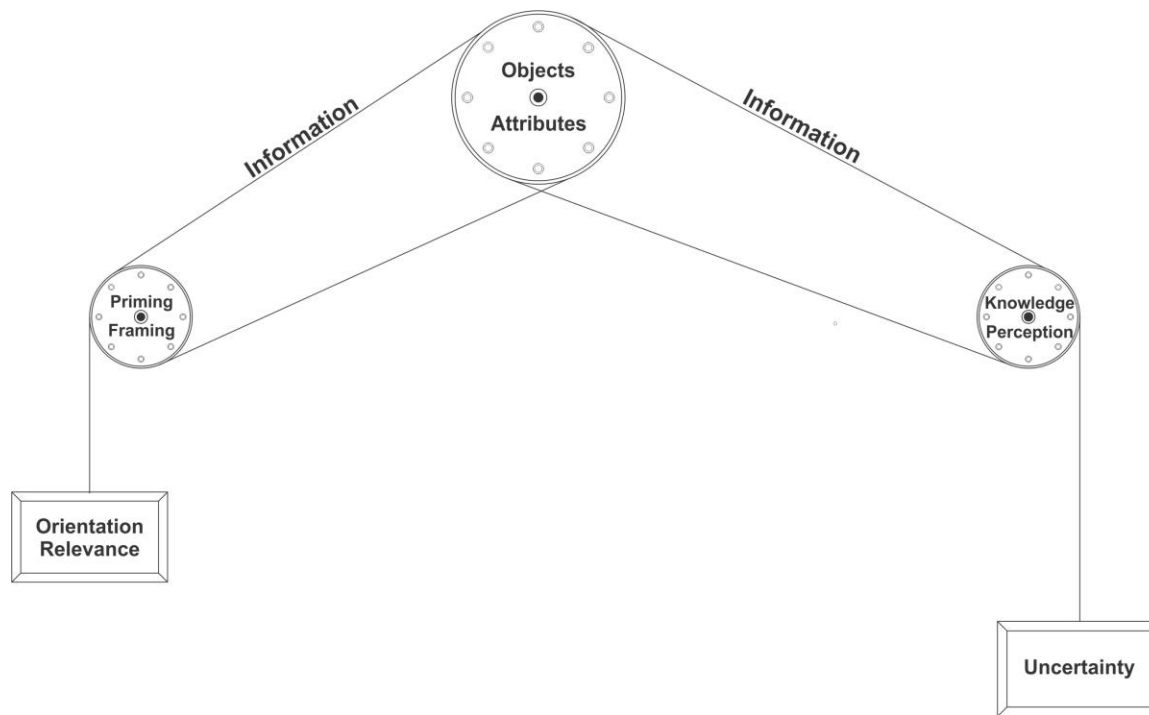 Objects
Attributes
Information
Information
Priming
Framing
Knowledge
Perception
Orientation
Relevance
Uncertainty